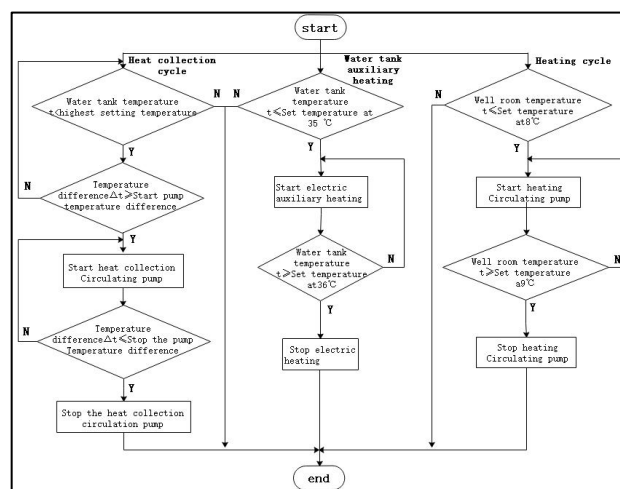 start
Heat collection
cycle
Water tank
auxiliary
heating
Heating cycle
N
N
N
Water tank temperature
t<highest setting temperature
Water tank
temperature
t≤Set temperature at
35 ℃
Well room temperature
t≤Set temperature
at8℃
Y
Y
Y
N
Temperature
difference△t≥Start pump
temperature difference
Start electric
auxiliary heating
Start heating
Circulating pump
Y
Start heat collection
Circulating pump
Water tank
temperature
t≥Set temperature
at36℃
N
Well room temperature
t≥Set temperature
a9℃
N
N
Temperature
difference△t≤Stop the pump
Temperature difference
Y
Y
Stop electric
heating
Stop heating
Circulating pump
Y
Stop the heat collection
circulation pump
end